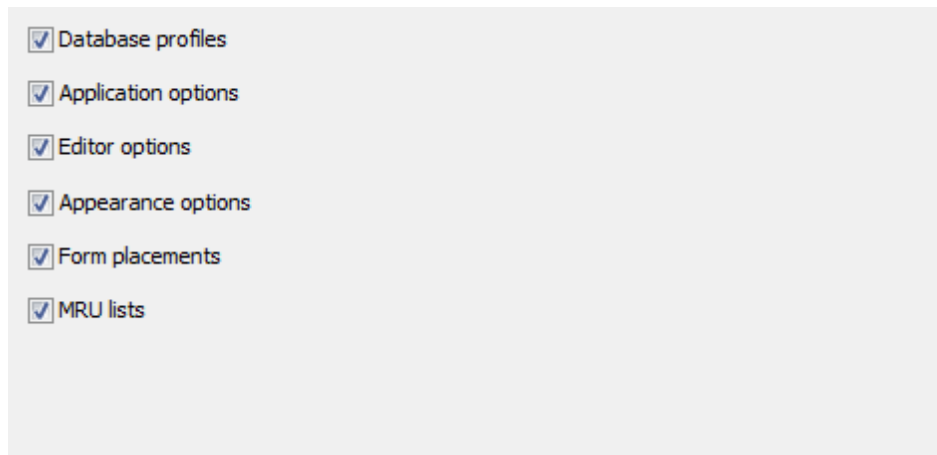 Database profiles
Application options
Editor options
Appearance options
Form placements
MRU lists